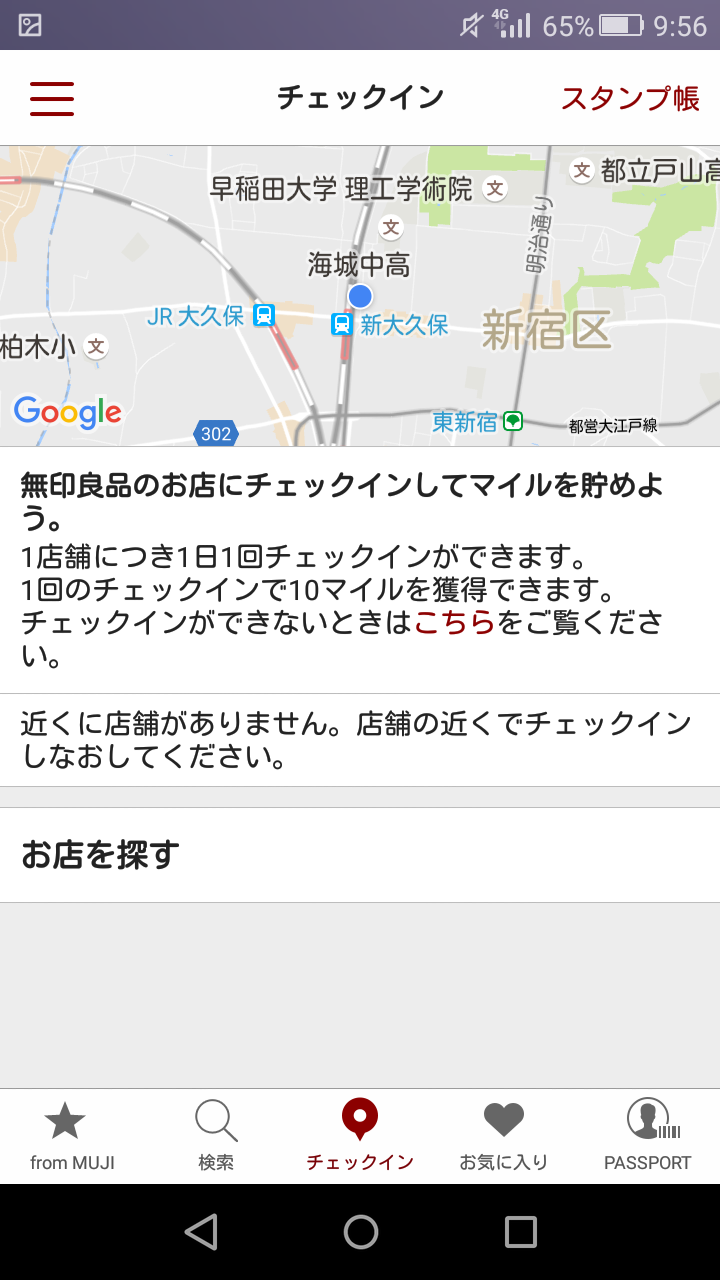 4G 65% 9:56
チェックイン スタンプ帳
早稲田大学 理工学術院 文
文 都立戸山高
文
海城中高
明治通り
JR 大久保
新大久保
新宿区
柏木小 文
Google
302
東新宿
都営大江戸線
無印良品のお店にチェックインしてマイルを貯めよ
う。
1店舗につき1日1回チェックインができます。
1回のチェックインで10マイルを獲得できます。
チェックインができないときはこちらをご覧くださ
い。
近くに店舗がありません。店舗の近くでチェックイン
しなおしてください。
お店を探す
from MUJI 検索 チェックイン お気に入り PASSPORT